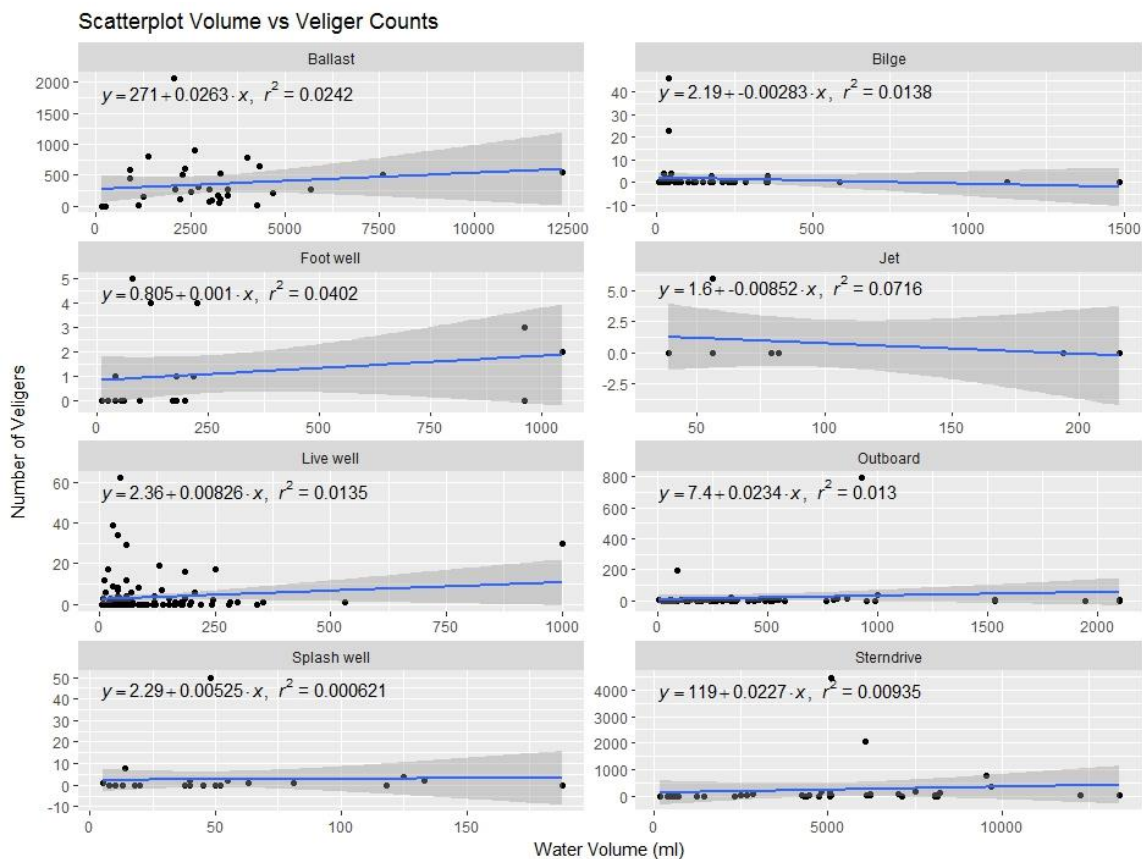 Scatterplot Volume vs Veliger Counts
Ballast
2000
1500
1000
500
0
y = 271 + 0.0263 · x, r² = 0.0242
0 2500 5000 7500 10000 12500
Bilge
40
30
20
10
0
-10
y = 2.19 + -0.00283 · x, r² = 0.0138
0 500 1000 1500
Foot well
5
4
3
2
1
0
y = 0.805 + 0.001 · x, r² = 0.0402
0 250 500 750 1000
Jet
5.0
2.5
0.0
-2.5
y = 1.6 + -0.00852 · x, r² = 0.0716
50 100 150 200
Live well
60
40
20
0
y = 2.36 + 0.00826 · x, r² = 0.0135
0 250 500 750 1000
Outboard
800
600
400
200
0
y = 7.4 + 0.0234 · x, r² = 0.013
0 500 1000 1500 2000
Splash well
50
40
30
20
10
0
-10
y = 2.29 + 0.00525 · x, r² = 0.000621
0 50 100 150
Sterndrive
4000
3000
2000
1000
0
y = 119 + 0.0227 · x, r² = 0.00935
0 5000 10000
Number of Veligers
Water Volume (ml)